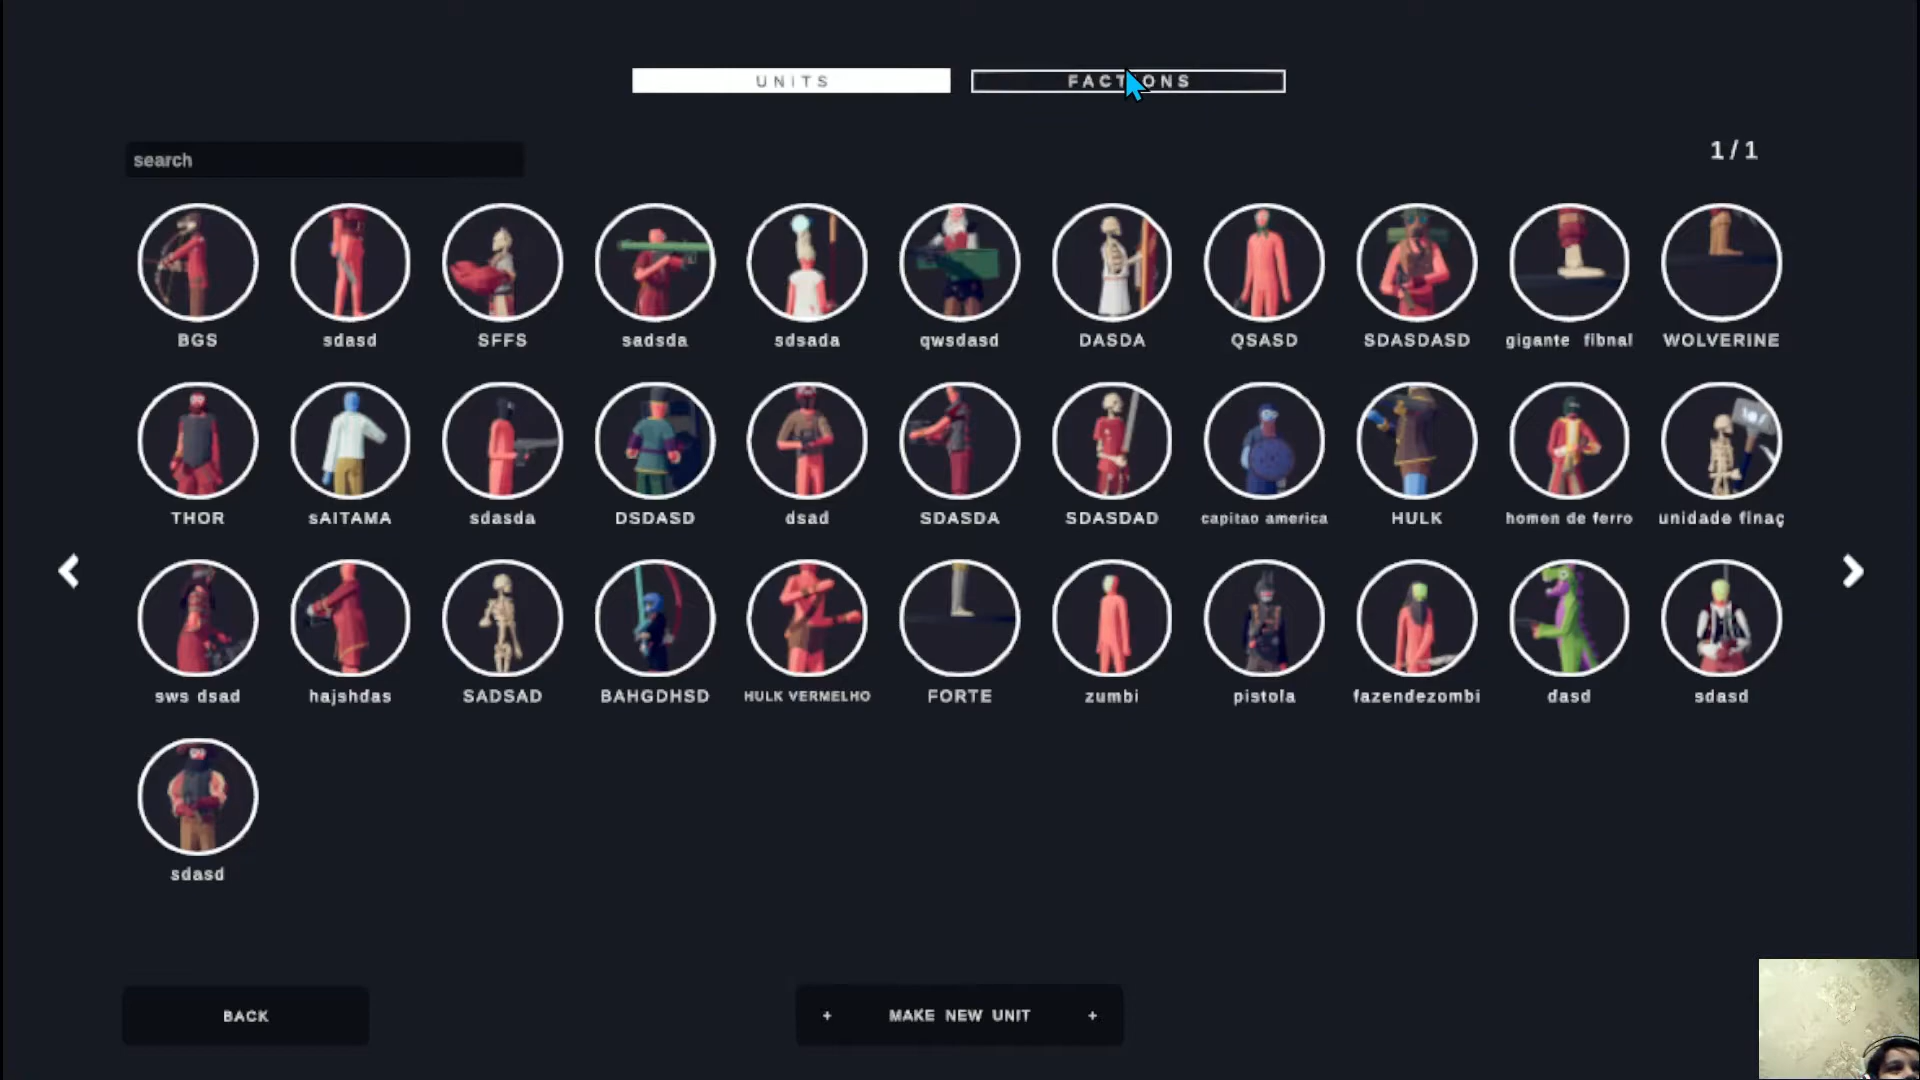 UNITS FACTIONS
search
1 / 1
BGS sdasd SFFS sadsda sdsada qwsdasd DASDA QSASD SDASDASD gigante fibnal WOLVERINE
THOR sAITAMA sdasda DSDASD dsad SDASDA SDASDAD capitao america HULK homen de ferro unidade finaç
sws dsad hajshdas SADSAD BAHGDHSD HULK VERMELHO FORTE zumbi pistola fazendezombi dasd sdasd
sdasd
BACK + MAKE NEW UNIT +